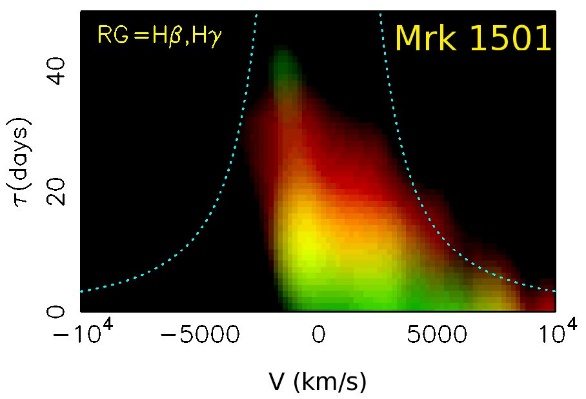 RG=Hβ,Hγ
Mrk 1501
40
20
0
τ(days)
−10⁴ −5000 0 5000 10⁴
V (km/s)